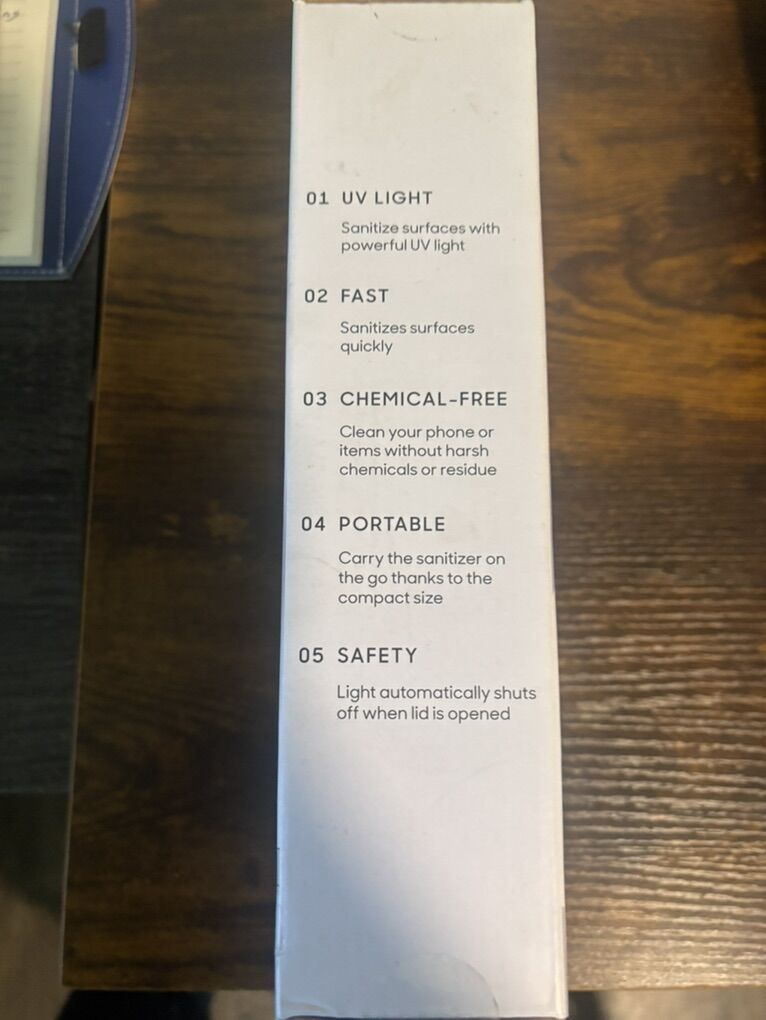 01 UV LIGHT
Sanitize surfaces with
powerful UV light
02 FAST
Sanitizes surfaces
quickly
03 CHEMICAL-FREE
Clean your phone or
items without harsh
chemicals or residue
04 PORTABLE
Carry the sanitizer on
the go thanks to the
compact size
05 SAFETY
Light automatically shuts
off when lid is opened